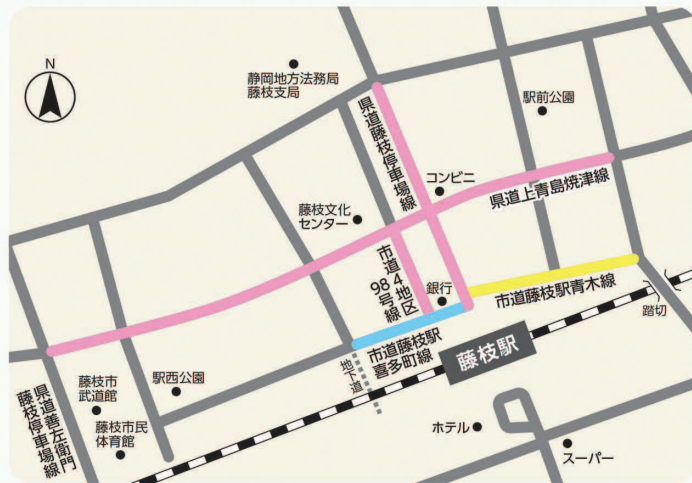 N
静岡地方法務局
藤枝支局
県道藤枝停車場線
駅前公園
コンビニ
県道上青島焼津線
藤枝文化
センター
市道4地区
98号線
銀行
市道藤枝駅青木線
踏切
市道藤枝駅
喜多町線
地下道
藤枝駅
駅西公園
藤枝市
武道館
藤枝市民
体育館
県道善左衛門
藤枝停車場線
ホテル
スーパー